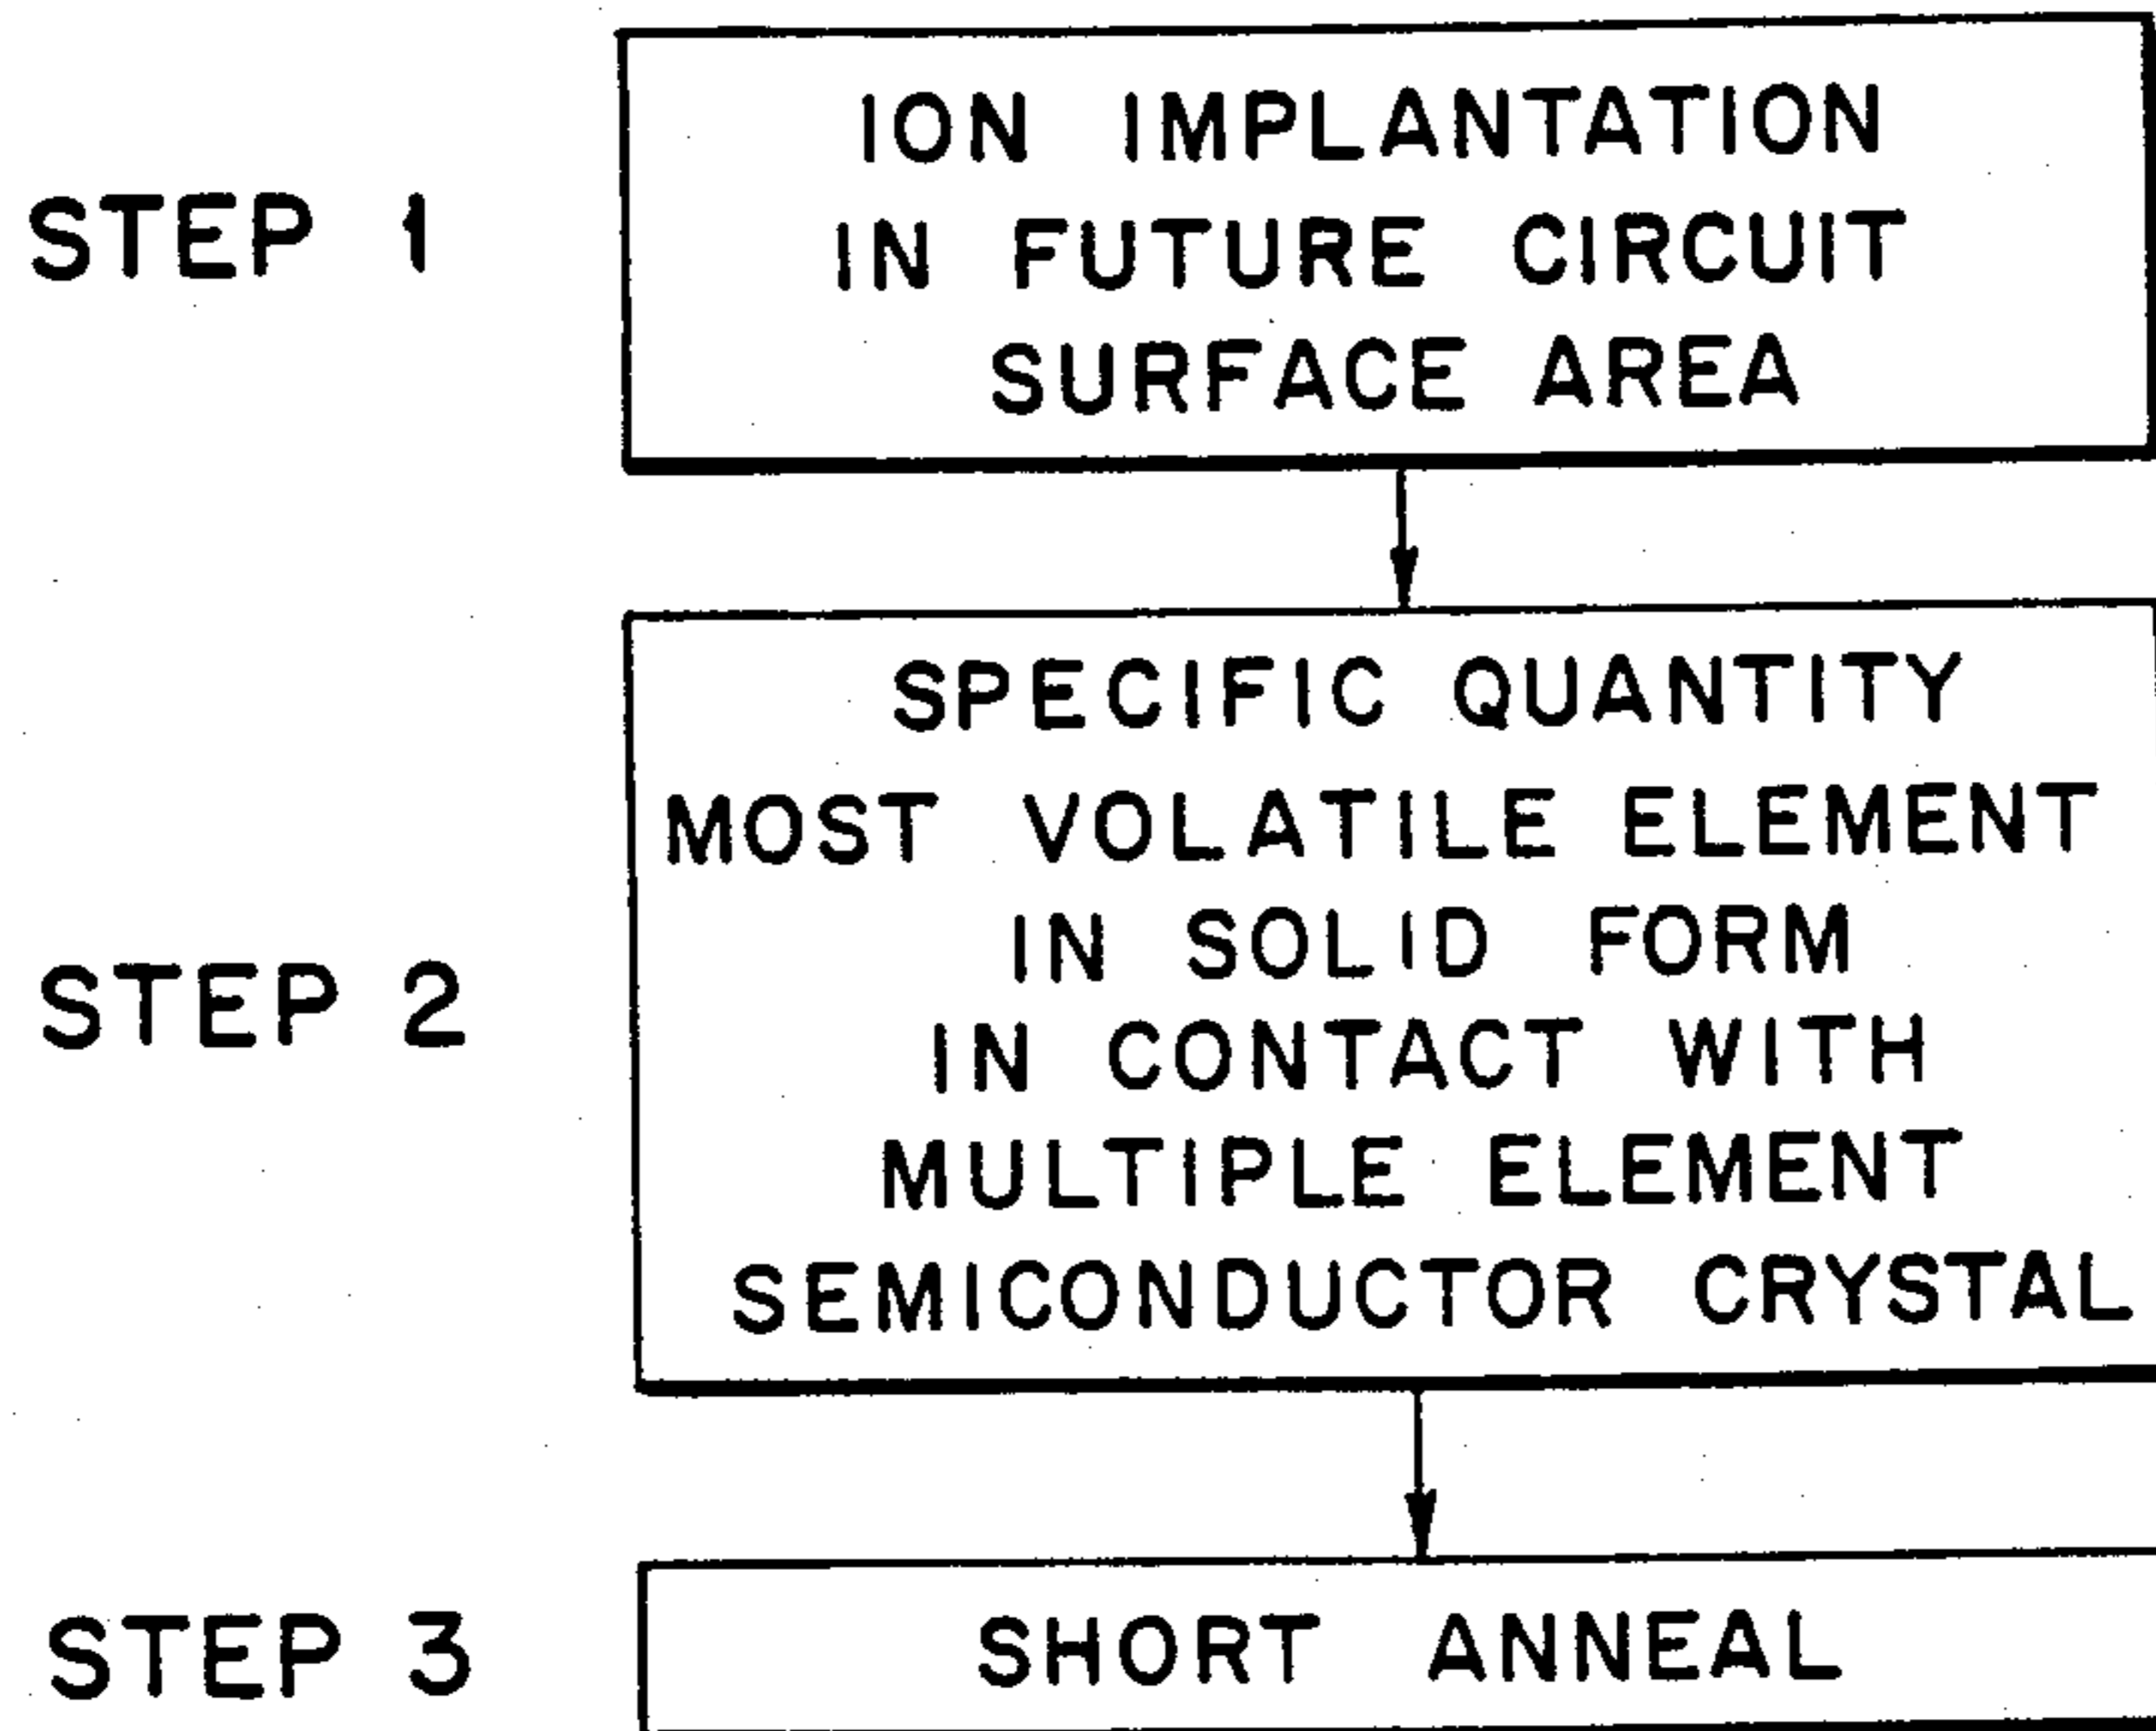 STEP 1
ION IMPLANTATION
IN FUTURE CIRCUIT
SURFACE AREA
STEP 2
SPECIFIC QUANTITY
MOST VOLATILE ELEMENT
IN SOLID FORM
IN CONTACT WITH
MULTIPLE ELEMENT
SEMICONDUCTOR CRYSTAL
STEP 3
SHORT ANNEAL